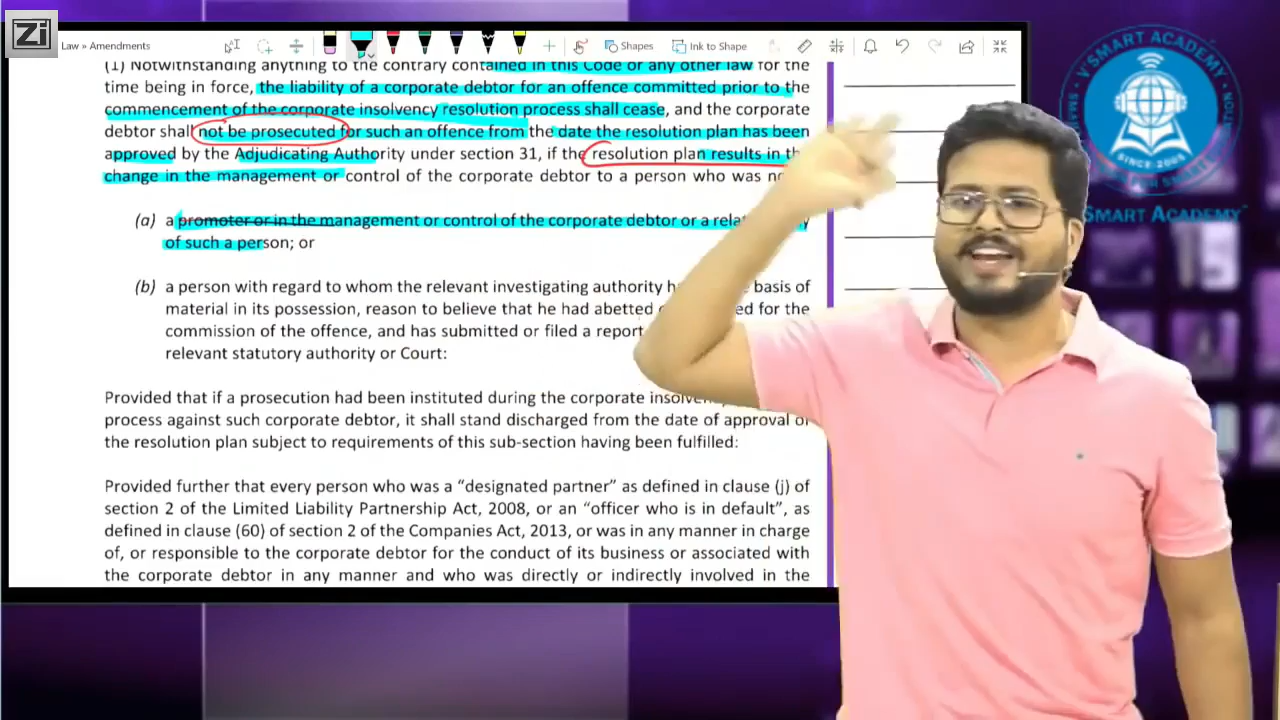 Zi
Law » Amendments
Shapes
Ink to Shape
(1) Notwithstanding anything to the contrary contained in this Code or any other law for the
time being in force, the liability of a corporate debtor for an offence committed prior to the
commencement of the corporate insolvency resolution process shall cease, and the corporate
debtor shall not be prosecuted for such an offence from the date the resolution plan has been
approved by the Adjudicating Authority under section 31, if the resolution plan results in
change in the management or control of the corporate debtor to a person who was
(a) a promoter or in the management or control of the corporate debtor or a
of such a person; or
(b) a person with regard to whom the relevant investigating authority basis of
material in its possession, reason to believe that he had abetted for the
commission of the offence, and has submitted or filed a report
relevant statutory authority or Court:
Provided that if a prosecution had been instituted during the corporate
process against such corporate debtor, it shall stand discharged from the date of approval of
the resolution plan subject to requirements of this sub-section having been fulfilled:
Provided further that every person who was a “designated partner” as defined in clause (j) of
section 2 of the Limited Liability Partnership Act, 2008, or an “officer who is in default”, as
defined in clause (60) of section 2 of the Companies Act, 2013, or was in any manner in charge
of, or responsible to the corporate debtor for the conduct of its business or associated with
the corporate debtor in any manner and who was directly or indirectly involved in the
V'SMART ACADEMY
SINCE 2008
SMART ACADEMY